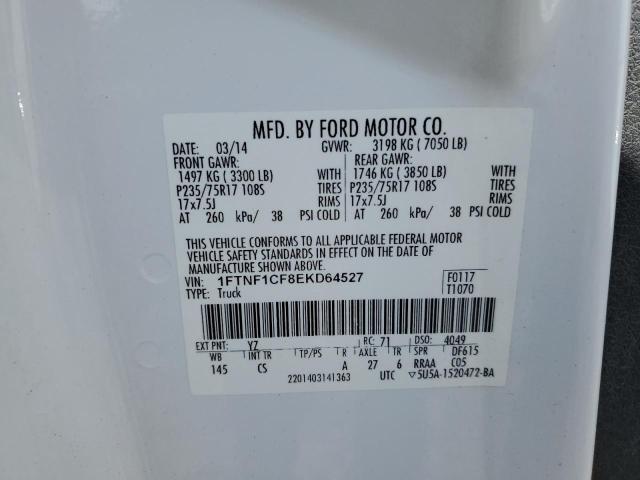 MFD. BY FORD MOTOR CO.
DATE: 03/14 GVWR: 3198 KG ( 7050 LB)
FRONT GAWR: REAR GAWR:
1497 KG ( 3300 LB) WITH 1746 KG ( 3850 LB) WITH
P235/75R17 108S TIRES P235/75R17 108S TIRES
17x7.5J RIMS 17x7.5J RIMS
AT 260 kPa/ 38 PSI COLD AT 260 kPa/ 38 PSI COLD
THIS VEHICLE CONFORMS TO ALL APPLICABLE FEDERAL MOTOR
VEHICLE SAFETY STANDARDS IN EFFECT ON THE DATE OF
MANUFACTURE SHOWN ABOVE.
VIN: 1FTNF1CF8EKD64527 F0117
TYPE: Truck T1070
EXT PNT: YZ RC: 71 DSO: 4049
WB INT TR TP/PS R AXLE TR SPR DF615
145 CS A 27 6 RRAA C05
2201403141363 UTC ▽5U5A-1520472-BA